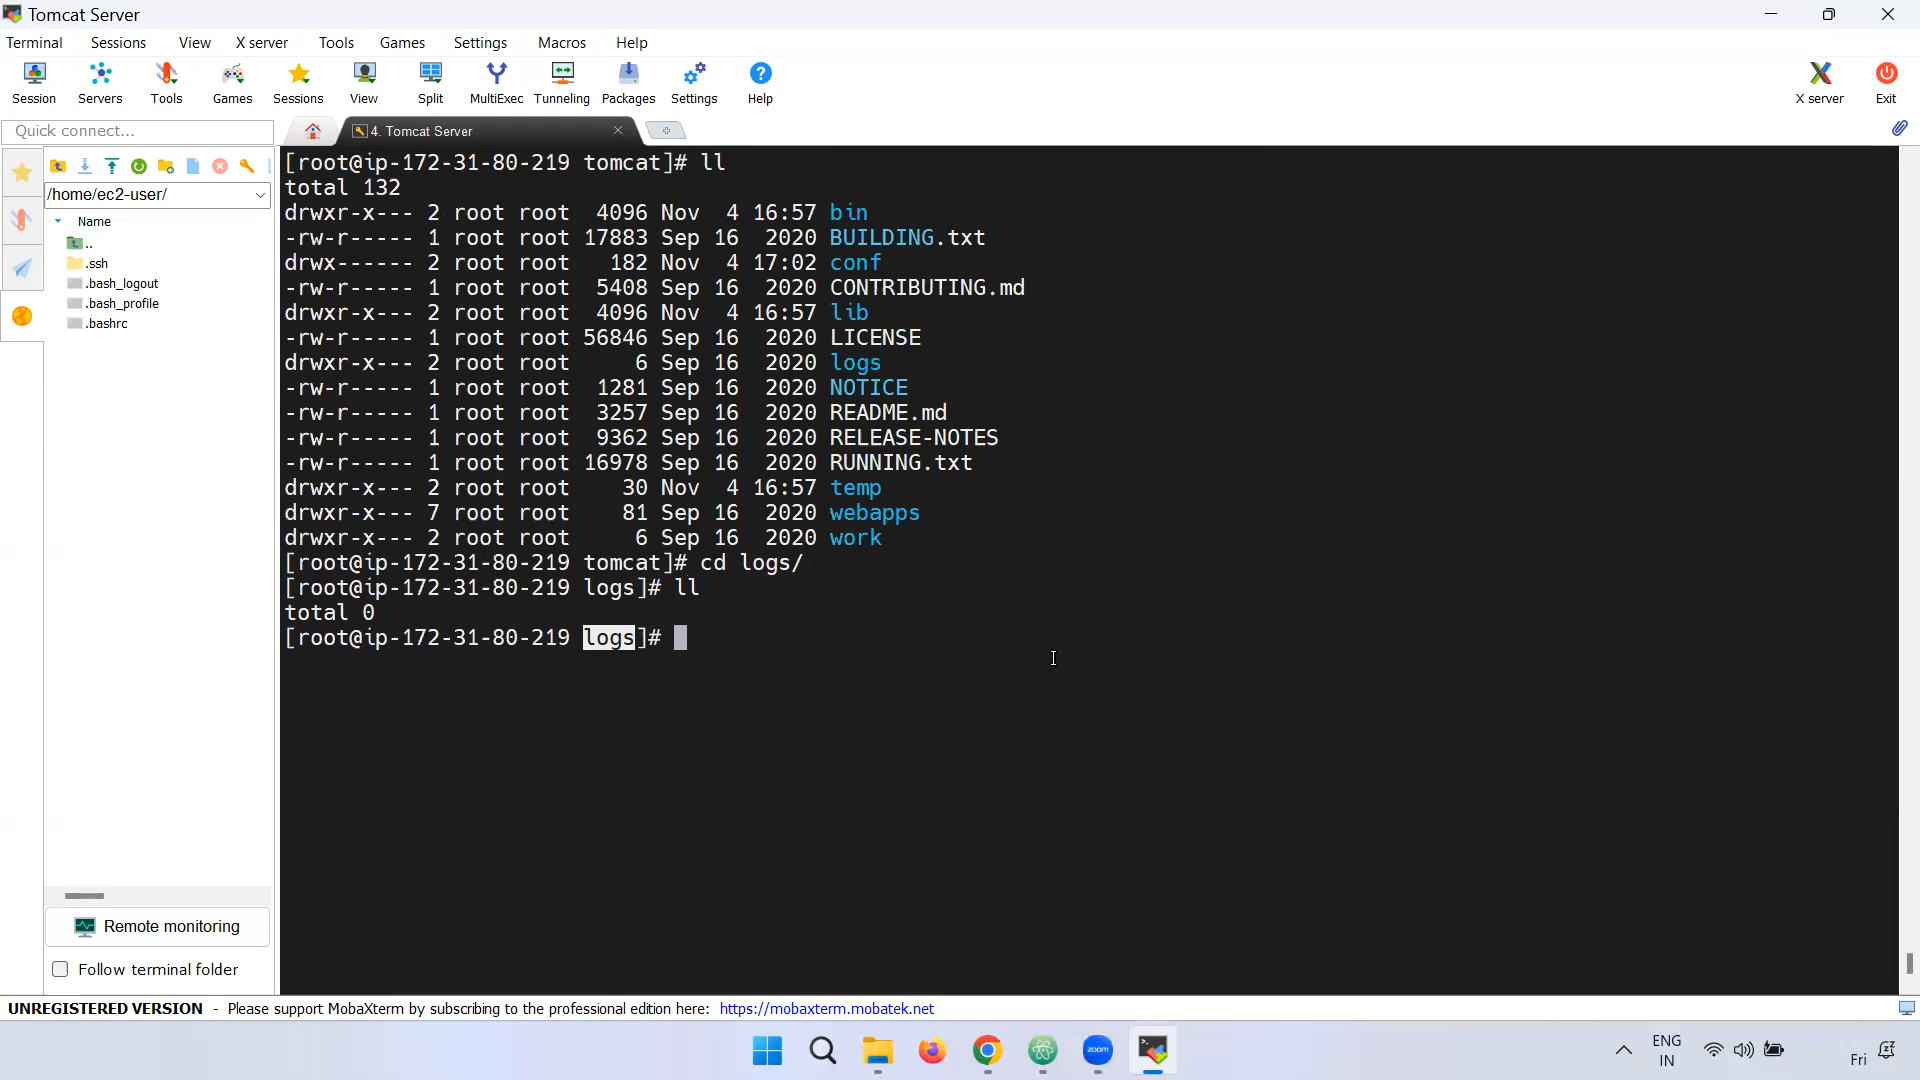 Tomcat Server
Terminal Sessions View X server Tools Games Settings Macros Help
Session Servers Tools Games Sessions View Split MultiExec Tunneling Packages Settings Help X server Exit
Quick connect...
4. Tomcat Server
/home/ec2-user/
Name
..
.ssh
.bash_logout
.bash_profile
.bashrc
Remote monitoring
Follow terminal folder
[root@ip-172-31-80-219 tomcat]# ll
total 132
drwxr-x--- 2 root root  4096 Nov  4 16:57 bin
-rw-r----- 1 root root 17883 Sep 16  2020 BUILDING.txt
drwx------ 2 root root   182 Nov  4 17:02 conf
-rw-r----- 1 root root  5408 Sep 16  2020 CONTRIBUTING.md
drwxr-x--- 2 root root  4096 Nov  4 16:57 lib
-rw-r----- 1 root root 56846 Sep 16  2020 LICENSE
drwxr-x--- 2 root root     6 Sep 16  2020 logs
-rw-r----- 1 root root  1281 Sep 16  2020 NOTICE
-rw-r----- 1 root root  3257 Sep 16  2020 README.md
-rw-r----- 1 root root  9362 Sep 16  2020 RELEASE-NOTES
-rw-r----- 1 root root 16978 Sep 16  2020 RUNNING.txt
drwxr-x--- 2 root root    30 Nov  4 16:57 temp
drwxr-x--- 7 root root    81 Sep 16  2020 webapps
drwxr-x--- 2 root root     6 Sep 16  2020 work
[root@ip-172-31-80-219 tomcat]# cd logs/
[root@ip-172-31-80-219 logs]# ll
total 0
[root@ip-172-31-80-219 logs]#
UNREGISTERED VERSION - Please support MobaXterm by subscribing to the professional edition here: https://mobaxterm.mobatek.net
zoom
ENG
IN
Fri